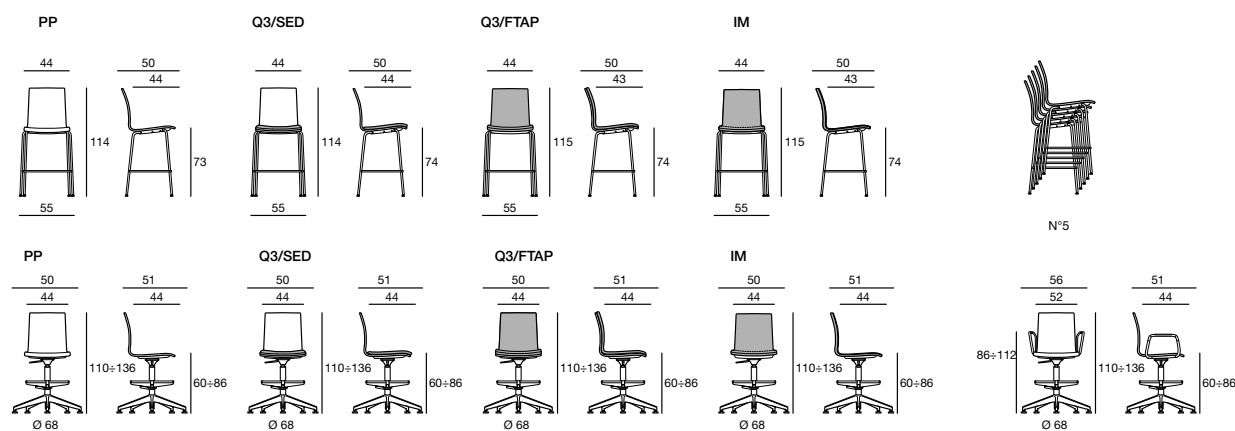 PP Q3/SED Q3/FTAP IM
44 50 44 50 44 50 44 50
44 44 43 43
114 73 114 74 115 74 115 74
55 55 55 55
N°5
PP Q3/SED Q3/FTAP IM
50 51 50 51 50 51 50 51 56 51
44 44 44 44 44 44 44 44 52 44
110÷136 60÷86 110÷136 60÷86 110÷136 60÷86 110÷136 60÷86 86÷112 110÷136 60÷86
Ø 68 Ø 68 Ø 68 Ø 68 Ø 68